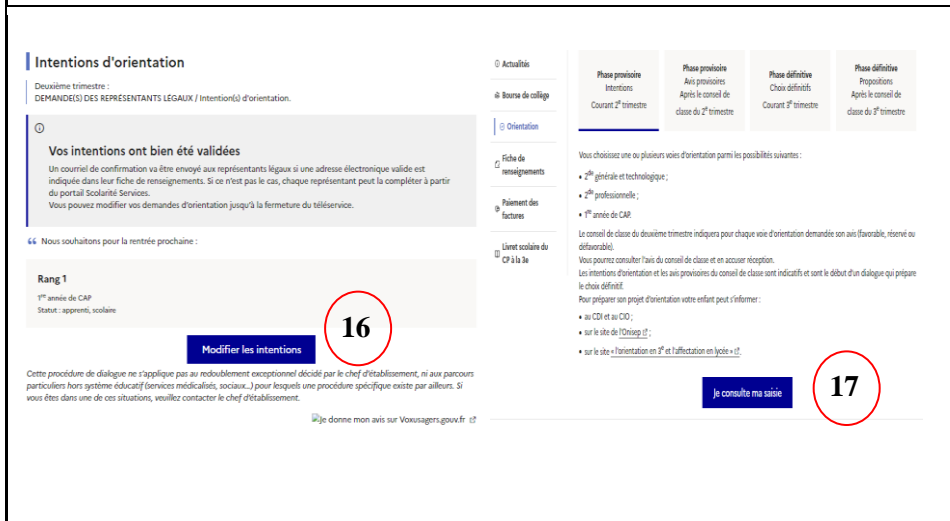 Intentions d'orientation
Deuxième trimestre :
DEMANDE(S) DES REPRÉSENTANTS LÉGAUX / Intention(s) d'orientation.
Vos intentions ont bien été validées
Un courriel de confirmation va être envoyé aux représentants légaux si une adresse électronique valide est
indiquée dans leur fiche de renseignements. Si ce n'est pas le cas, chaque représentant peut la compléter à partir
du portail Scolarité Services.
Vous pouvez modifier vos demandes d'orientation jusqu'à la fermeture du téléservice.
Nous souhaitons pour la rentrée prochaine :
Rang 1
1re année de CAP
Statut : apprenti, scolaire
16
Modifier les intentions
Cette procédure de dialogue ne s'applique pas au redoublement exceptionnel décidé par le chef d'établissement, ni aux parcours
particuliers hors système éducatif (services médicalisés, sociaux...) pour lesquels une procédure spécifique existe par ailleurs. Si
vous êtes dans une de ces situations, veuillez contacter le chef d'établissement.
Je donne mon avis sur Voxusagers.gouv.fr
Actualités
Bourse de collège
Orientation
Fiche de
renseignements
Paiement des
factures
Livret scolaire du
CP à la 3e
Phase provisoire
Intentions
Courant 2e trimestre
Phase provisoire
Avis provisoires
Après le conseil de
classe du 2e trimestre
Phase définitive
Choix définitifs
Courant 3e trimestre
Phase définitive
Propositions
Après le conseil de
classe du 3e trimestre
Vous choisissez une ou plusieurs voies d'orientation parmi les possibilités suivantes :
• 2de générale et technologique ;
• 2de professionnelle ;
• 1re année de CAP.
Le conseil de classe du deuxième trimestre indiquera pour chaque voie d'orientation demandée son avis (favorable, réservé ou
défavorable).
Vous pourrez consulter l'avis du conseil de classe et en accuser réception.
Les intentions d'orientation et les avis provisoires du conseil de classe sont indicatifs et sont le début d'un dialogue qui prépare
le choix définitif.
Pour préparer son projet d'orientation votre enfant peut s'informer :
• au CDI et au CIO ;
• sur le site de l'Onisep ;
• sur le site « l'orientation en 3e et l'affectation en lycée » .
Je consulte ma saisie
17